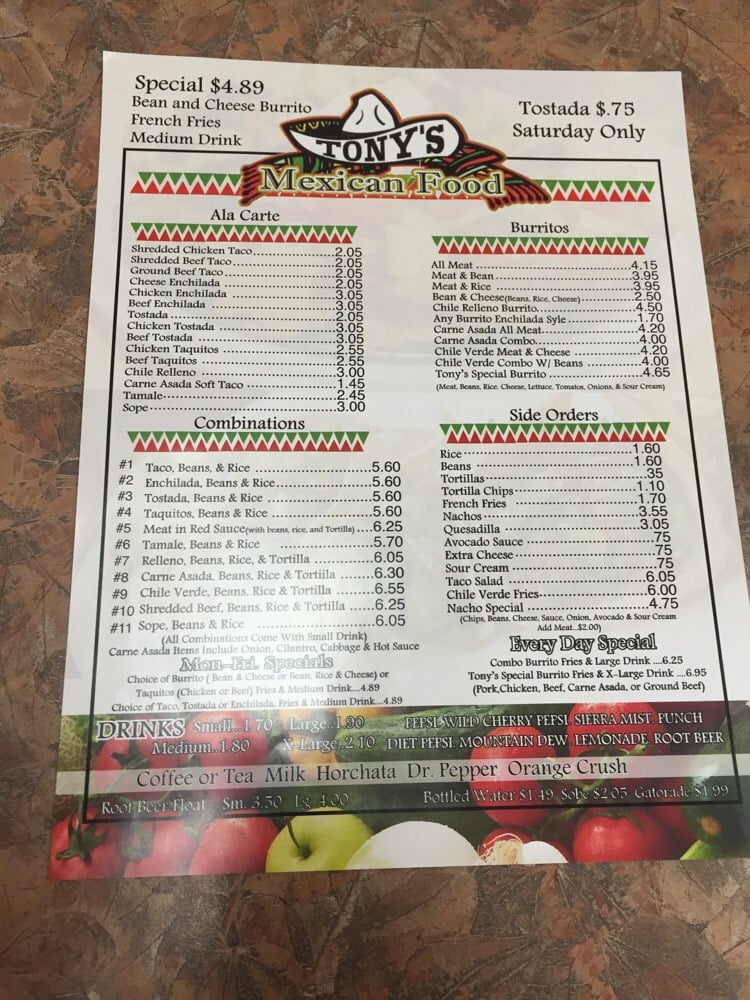 Special $4.89
Bean and Cheese Burrito
French Fries
Medium Drink
TONY'S
Mexican Food
Tostada $.75
Saturday Only
Ala Carte
Shredded Chicken Taco 2.05
Shredded Beef Taco 2.05
Ground Beef Taco 2.05
Cheese Enchilada 2.05
Chicken Enchilada 3.05
Beef Enchilada 3.05
Tostada 2.05
Chicken Tostada 3.05
Beef Tostada 3.05
Chicken Taquitos 2.55
Beef Taquitos 2.55
Chile Relleno 3.00
Carne Asada Soft Taco 1.45
Tamale 2.45
Sope 3.00
Combinations
#1 Taco, Beans, & Rice 5.60
#2 Enchilada, Beans & Rice 5.60
#3 Tostada, Beans & Rice 5.60
#4 Taquitos, Beans & Rice 5.60
#5 Meat in Red Sauce(with beans, rice, and Tortilla) 6.25
#6 Tamale, Beans & Rice 5.70
#7 Relleno, Beans, Rice, & Tortilla 6.05
#8 Carne Asada, Beans, Rice & Tortiila 6.30
#9 Chile Verde, Beans, Rice & Tortilla 6.55
#10 Shredded Beef, Beans, Rice & Tortilla 6.25
#11 Sope, Beans & Rice 6.05
(All Combinations Come With Small Drink)
Carne Asada Items Include Onion, Cilantro, Cabbage & Hot Sauce
Mon-Fri. Specials
Choice of Burrito ( Bean & Cheese or Bean, Rice & Cheese) or
Taquitos (Chicken or Beef) Fries & Medium Drink...4.89
Choice of Taco, Tostada or Enchilada, Fries & Medium Drink...4.89
Burritos
All Meat 4.15
Meat & Bean 3.95
Meat & Rice 3.95
Bean & Cheese(Beans, Rice, Cheese) 2.50
Chile Relleno Burrito 4.50
Any Burrito Enchilada Syle 1.70
Carne Asada All Meat 4.20
Carne Asada Combo 4.00
Chile Verde Meat & Cheese 4.20
Chile Verde Combo W/ Beans 4.00
Tony's Special Burrito 4.65
(Meat, Beans, Rice, Cheese, Lettuce, Tomatos, Onions, & Sour Cream)
Side Orders
Rice 1.60
Beans 1.60
Tortillas .35
Tortilla Chips 1.10
French Fries 1.70
Nachos 3.55
Quesadilla 3.05
Avocado Sauce .75
Extra Cheese .75
Sour Cream .75
Taco Salad 6.05
Chile Verde Fries 6.00
Nacho Special 4.75
(Chips, Beans, Cheese, Sauce, Onion, Avocado & Sour Cream
Add Meat...$2.00)
Every Day Special
Combo Burrito Fries & Large Drink ....6.25
Tony's Special Burrito Fries & X-Large Drink ....6.95
(Pork,Chicken, Beef, Carne Asada, or Ground Beef)
DRINKS Small..1.70 Large..1.90
Medium..1.80 X-Large..2.10
PEPSI, WILD CHERRY PEPSI, SIERRA MIST, PUNCH
DIET PEPSI, MOUNTAIN DEW, LEMONADE, ROOT BEER
Coffee or Tea Milk Horchata Dr. Pepper Orange Crush
Root Beer Float Sm. 3.50 Lg. 4.00
Bottled Water $1.49 Sobe $2.05 Gatorade $1.99